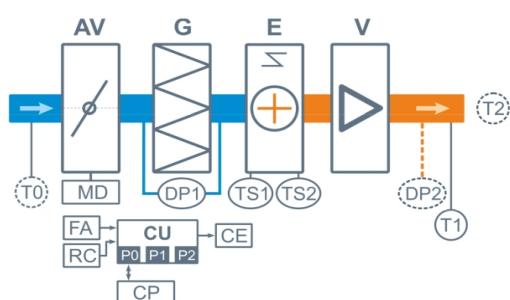 AV G E V
T2
T0 MD DP1 TS1 TS2 DP2
T1
FA CU CE
RC P0 P1 P2
CP